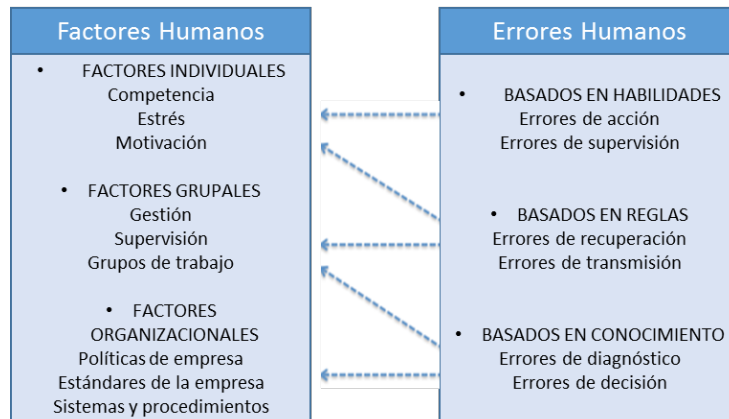 Factores Humanos
• FACTORES INDIVIDUALES
Competencia
Estrés
Motivación
• FACTORES GRUPALES
Gestión
Supervisión
Grupos de trabajo
• FACTORES
ORGANIZACIONALES
Políticas de empresa
Estándares de la empresa
Sistemas y procedimientos
Errores Humanos
• BASADOS EN HABILIDADES
Errores de acción
Errores de supervisión
• BASADOS EN REGLAS
Errores de recuperación
Errores de transmisión
• BASADOS EN CONOCIMIENTO
Errores de diagnóstico
Errores de decisión